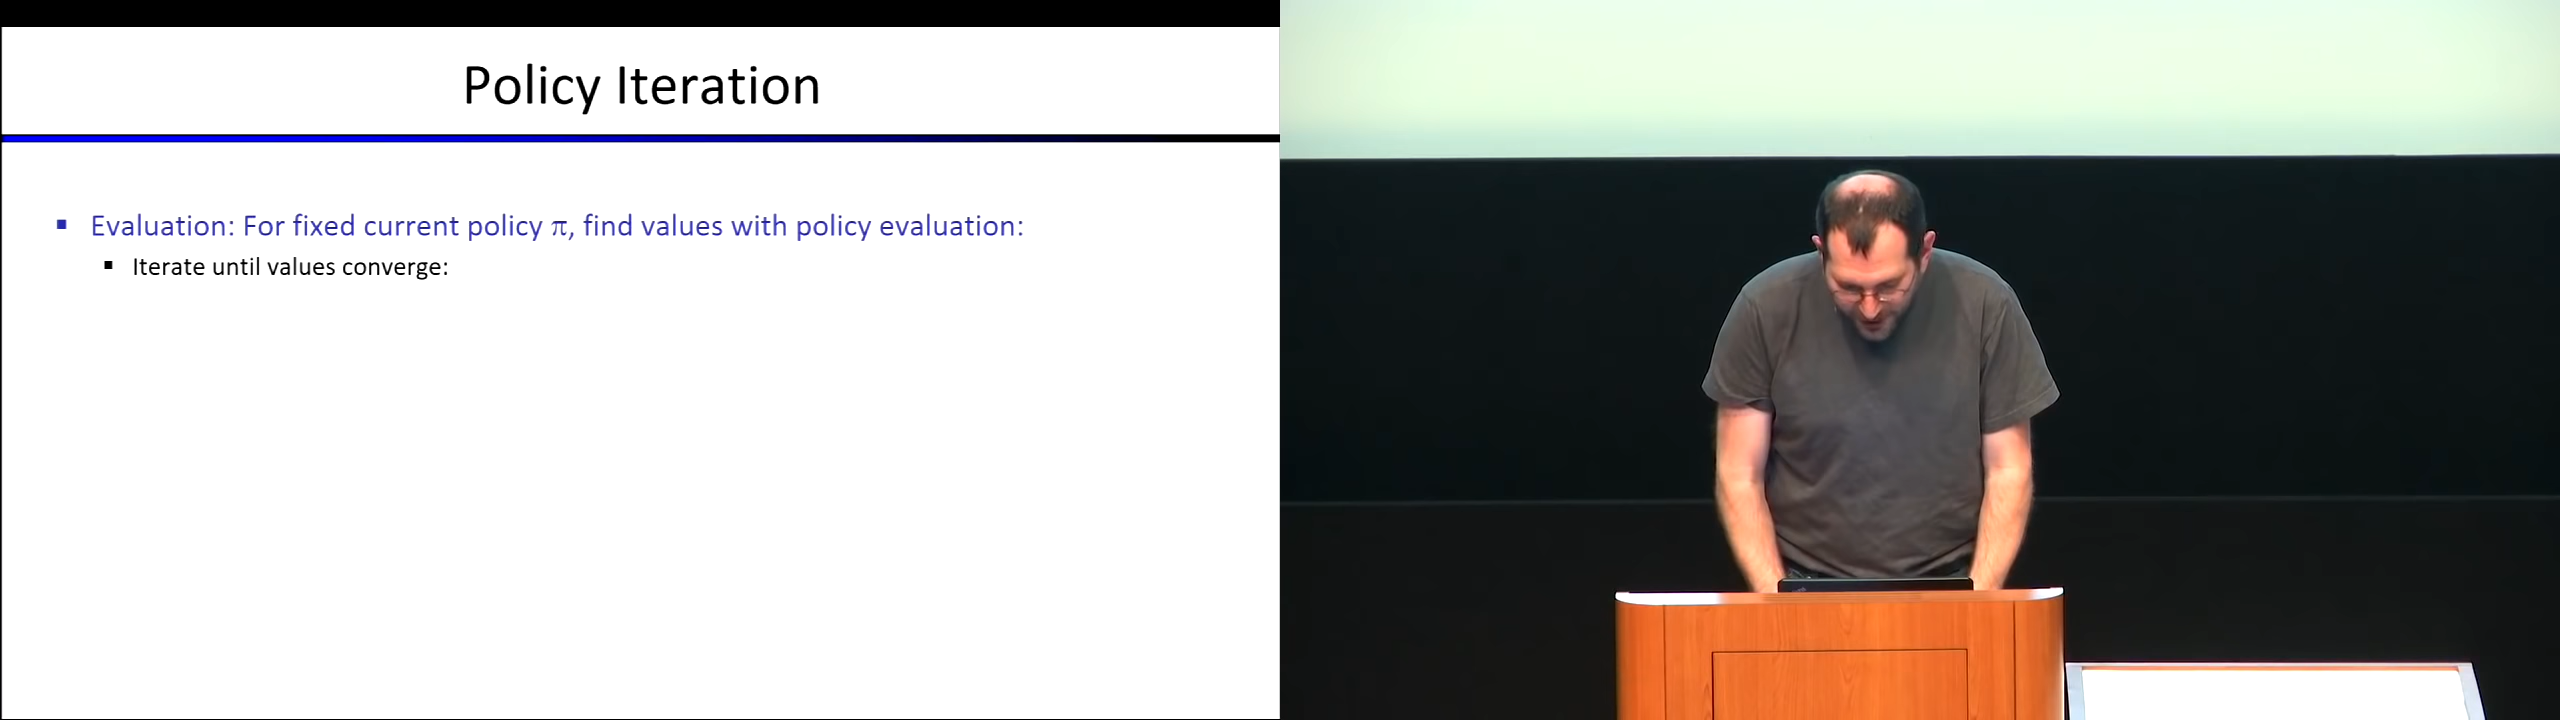 Policy Iteration
Evaluation: For fixed current policy π, find values with policy evaluation:
Iterate until values converge: